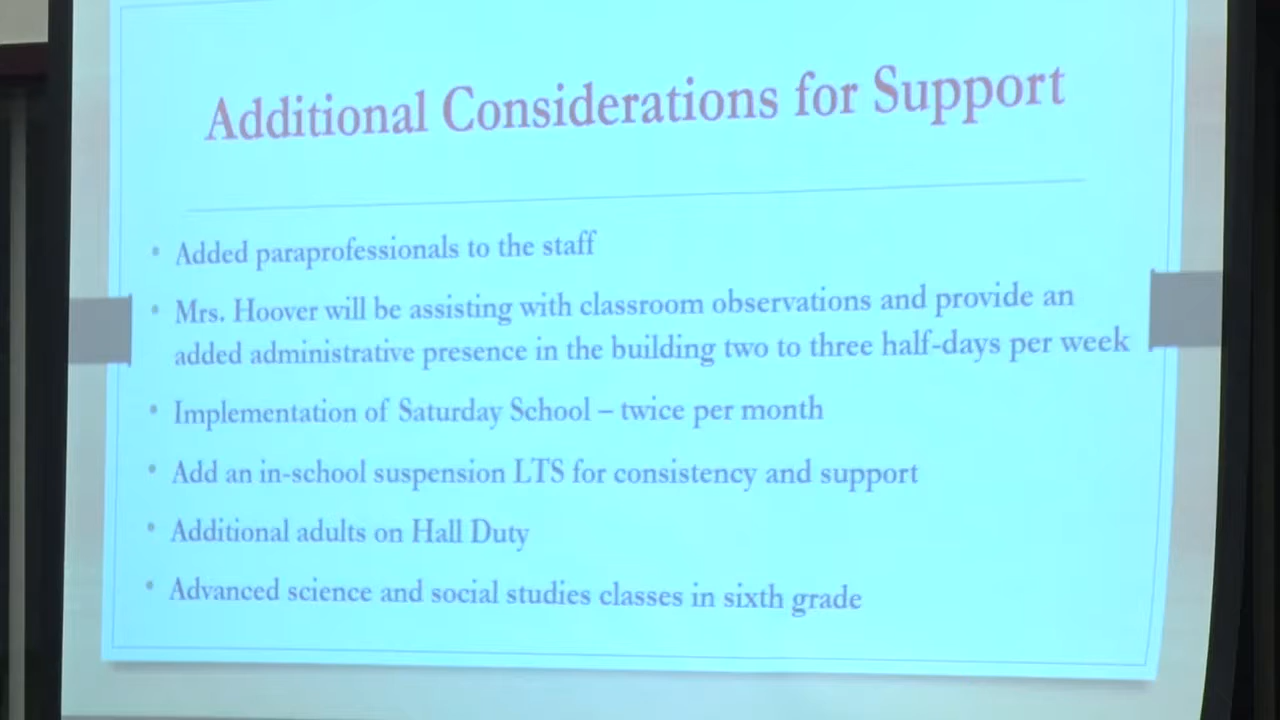 Additional Considerations for Support
• Added paraprofessionals to the staff
• Mrs. Hoover will be assisting with classroom observations and provide an
added administrative presence in the building two to three half-days per week
• Implementation of Saturday School – twice per month
• Add an in-school suspension LTS for consistency and support
• Additional adults on Hall Duty
• Advanced science and social studies classes in sixth grade